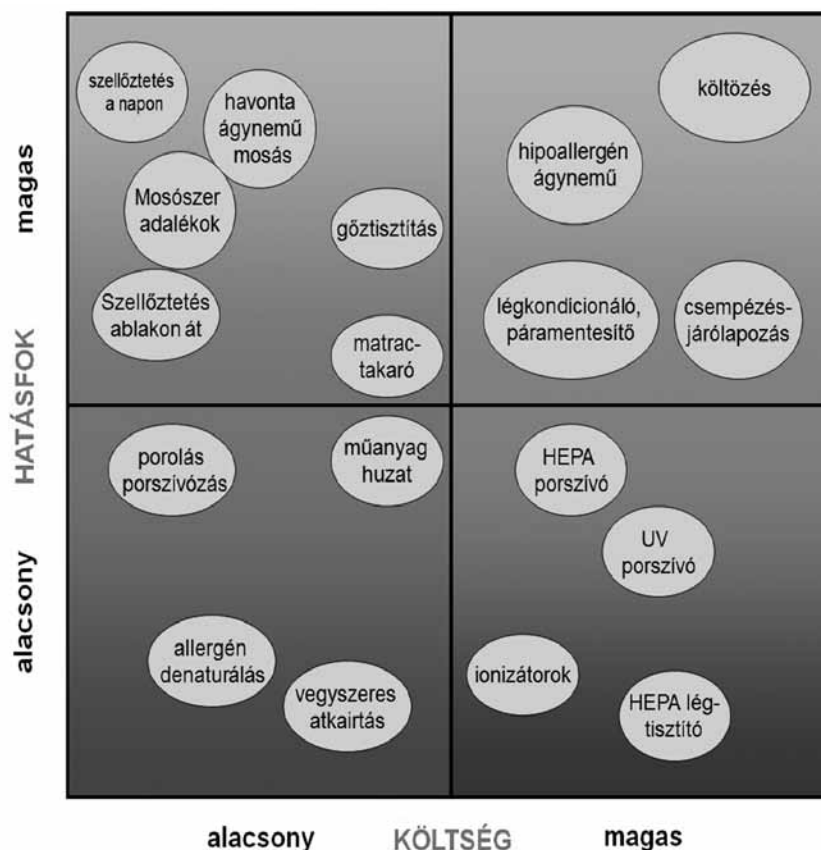 szellőztetés
a napon
havonta
ágynemű
mosás
Mosószer
adalékok
gőztisztítás
Szellőztetés
ablakon át
matrac-
takaró
költözés
hipoallergén
ágynemű
légkondicionáló,
páramentesítő
csempézés-
járólapozás
magas
HATÁSFOK
alacsony
porolás
porszívózás
műanyag
huzat
allergén
denaturálás
vegyszeres
atkairtás
HEPA
porszívó
UV
porszívó
ionizátorok
HEPA lég-
tisztító
alacsony KÖLTSÉG magas